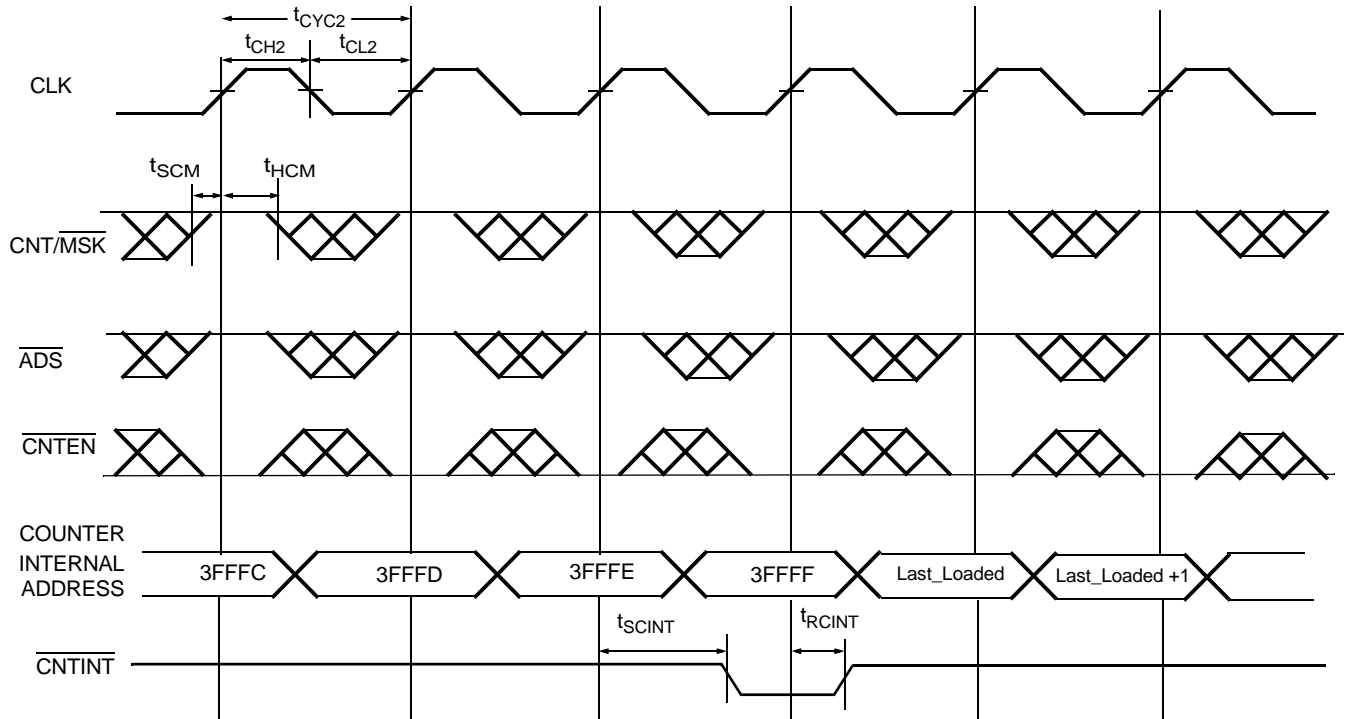 tCYC2
tCH2
tCL2
CLK
tSCM
tHCM
CNT/MSK
ADS
CNTEN
COUNTER
INTERNAL
ADDRESS
3FFFC
3FFFD
3FFFE
3FFFF
Last_Loaded
Last_Loaded +1
tSCINT
tRCINT
CNTINT